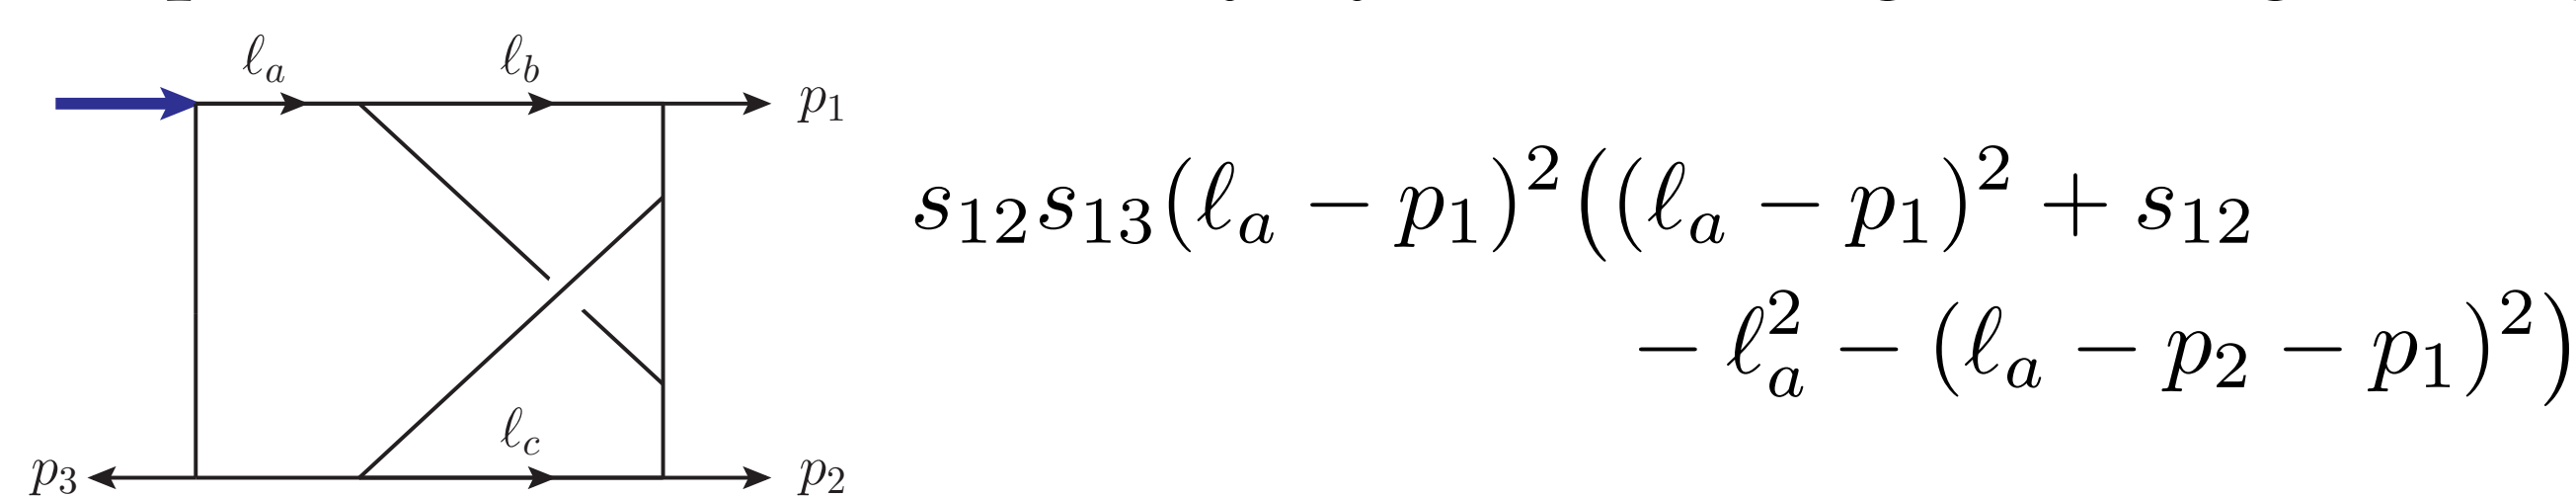 ℓ_a ℓ_b p_1
s_{12}s_{13}(ℓ_a − p_1)^2((ℓ_a − p_1)^2 + s_{12}
− ℓ_a^2 − (ℓ_a − p_2 − p_1)^2)
ℓ_c
p_3 p_2